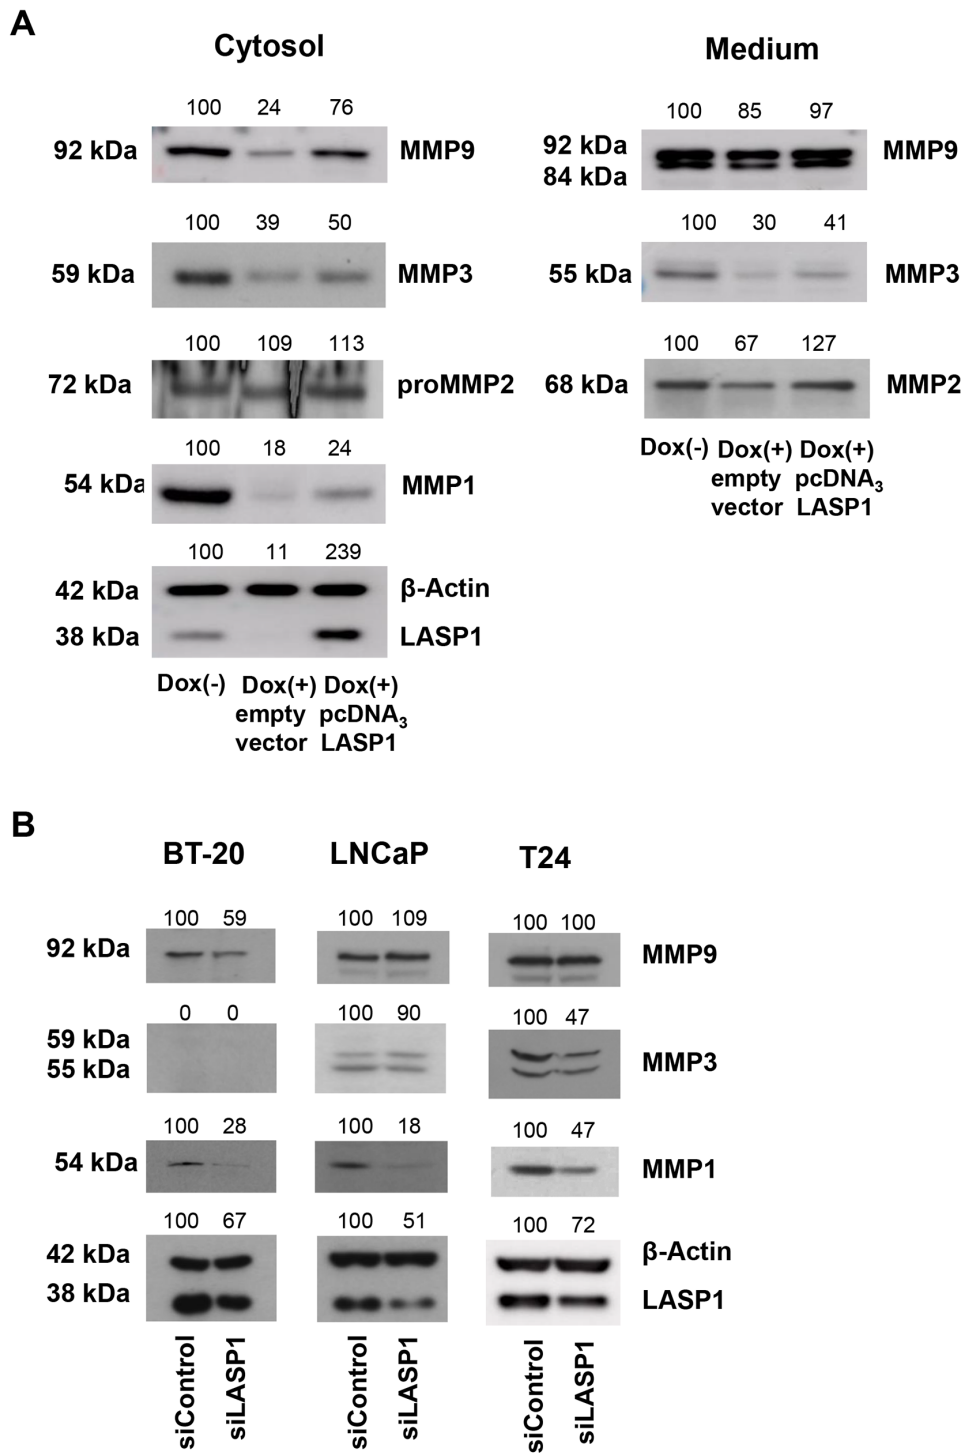 A
Cytosol
100 24 76
92 kDa MMP9
100 39 50
59 kDa MMP3
100 109 113
72 kDa proMMP2
100 18 24
54 kDa MMP1
100 11 239
42 kDa β-Actin
38 kDa LASP1
Dox(-) Dox(+) Dox(+)
empty pcDNA3
vector LASP1
Medium
100 85 97
92 kDa MMP9
84 kDa
100 30 41
55 kDa MMP3
100 67 127
68 kDa MMP2
Dox(-) Dox(+) Dox(+)
empty pcDNA3
vector LASP1
B
BT-20 LNCaP T24
100 59 100 109 100 100
92 kDa MMP9
0 0 100 90 100 47
59 kDa
55 kDa MMP3
100 28 100 18 100 47
54 kDa MMP1
100 67 100 51 100 72
42 kDa β-Actin
38 kDa LASP1
siControl siLASP1 siControl siLASP1 siControl siLASP1